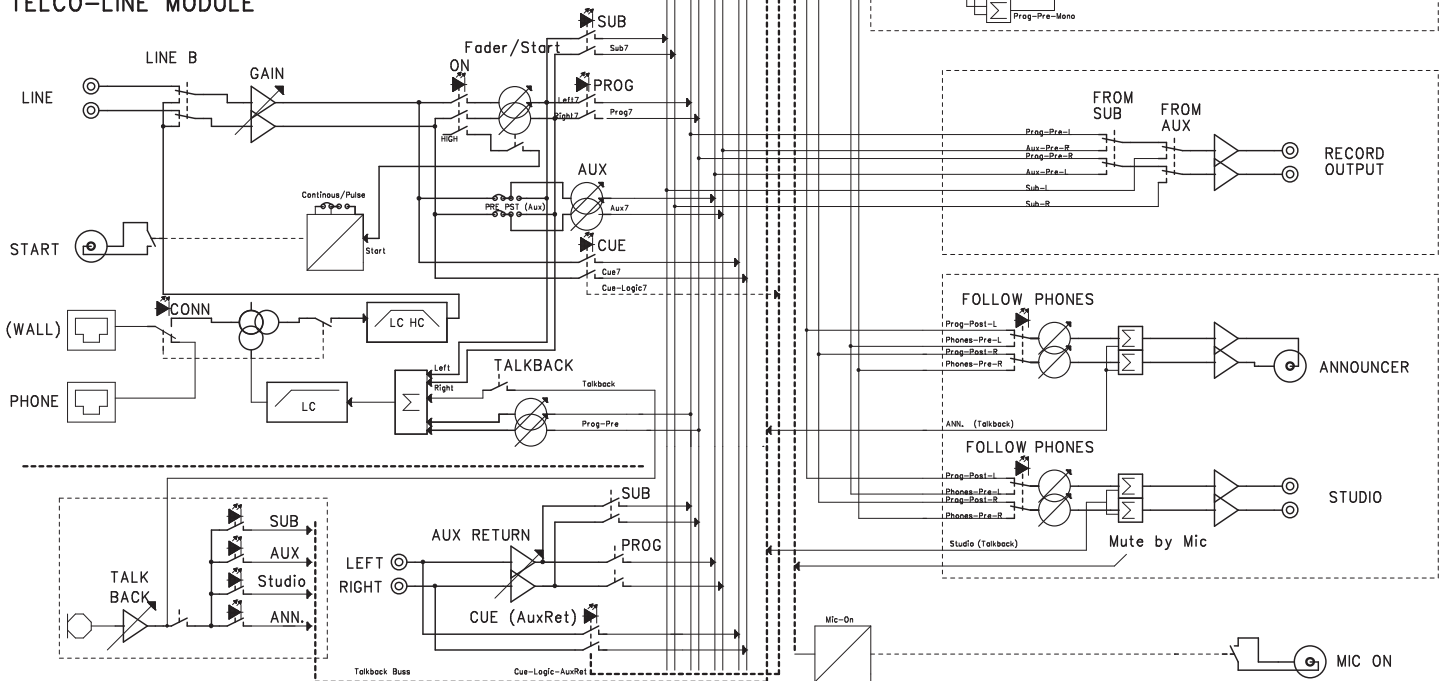 TELCO-LINE MODULE
SUB
Sub7
Fader/Start
LINE B
GAIN
ON
LINE
Left7
PROG
Right7
Prog7
HIGH
AUX
PRE PST (Aux)
Aux7
Continous/Pulse
Start
START
CUE
Cue7
Cue-Logic7
CONN
(WALL)
LC HC
PHONE
LC
Σ
Left
Right
TALKBACK
Talkback
Prog-Pre
SUB
AUX
Studio
ANN.
TALK
BACK
AUX RETURN
LEFT
RIGHT
SUB
PROG
CUE (AuxRet)
Talkback Buss
Cue-Logic-AuxRet
Σ
Prog-Pre-Mono
FROM
SUB
FROM
AUX
Prog-Pre-L
Aux-Pre-R
Prog-Pre-R
Aux-Pre-L
Sub-L
Sub-R
RECORD
OUTPUT
FOLLOW PHONES
Prog-Post-L
Phones-Pre-L
Prog-Post-R
Phones-Pre-R
Σ
Σ
ANNOUNCER
ANN. (Talkback)
FOLLOW PHONES
Prog-Post-L
Phones-Pre-L
Prog-Post-R
Phones-Pre-R
Σ
Σ
STUDIO
Studio (Talkback)
Mute by Mic
Mic-On
MIC ON